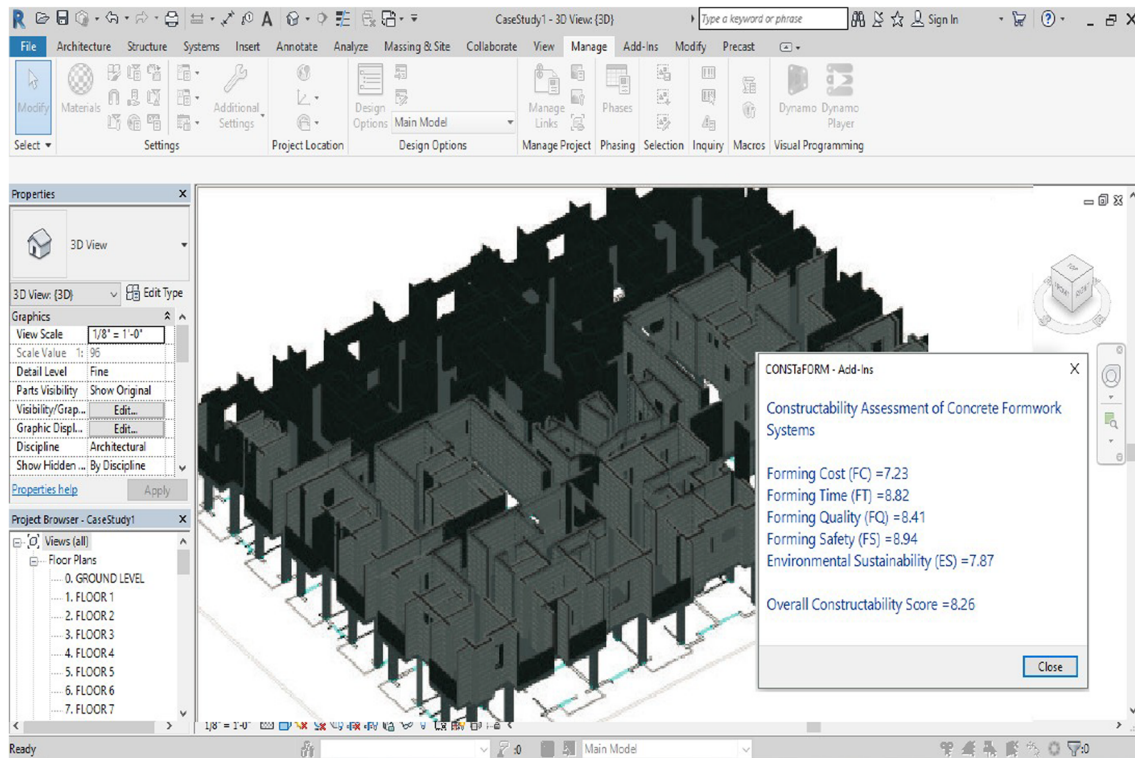 CaseStudy1 - 3D View: {3D}
Type a keyword or phrase
Sign In
File Architecture Structure Systems Insert Annotate Analyze Massing & Site Collaborate View Manage Add-Ins Modify Precast
Modify
Materials
Additional
Settings
Design
Options
Main Model
Manage
Links
Phases
Dynamo
Dynamo
Player
Select
Settings
Project Location
Design Options
Manage Project
Phasing
Selection
Inquiry
Macros
Visual Programming
Properties
3D View
3D View: {3D}
Edit Type
Graphics
View Scale 1/8" = 1'-0"
Scale Value 1: 96
Detail Level Fine
Parts Visibility Show Original
Visibility/Grap... Edit...
Graphic Displ... Edit...
Discipline Architectural
Show Hidden ... By Discipline
Properties help
Apply
Project Browser - CaseStudy1
Views (all)
Floor Plans
0. GROUND LEVEL
1. FLOOR 1
2. FLOOR 2
3. FLOOR 3
4. FLOOR 4
5. FLOOR 5
6. FLOOR 6
7. FLOOR 7
TOP
FRONT
CONSTaFORM - Add-Ins
Constructability Assessment of Concrete Formwork
Systems
Forming Cost (FC) =7.23
Forming Time (FT) =8.82
Forming Quality (FQ) =8.41
Forming Safety (FS) =8.94
Environmental Sustainability (ES) =7.87
Overall Constructability Score =8.26
Close
1/8" = 1'-0"
Ready
:0
Main Model
:0